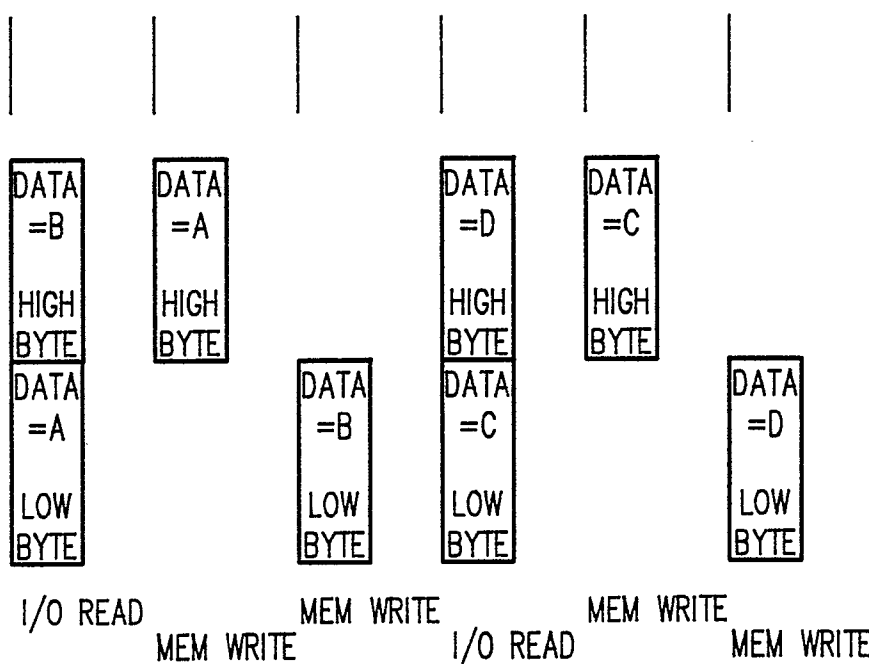 DATA
=B
HIGH
BYTE
DATA
=A
LOW
BYTE
I/O READ
DATA
=A
HIGH
BYTE
MEM WRITE
DATA
=B
LOW
BYTE
MEM WRITE
DATA
=D
HIGH
BYTE
DATA
=C
LOW
BYTE
I/O READ
DATA
=C
HIGH
BYTE
MEM WRITE
DATA
=D
LOW
BYTE
MEM WRITE